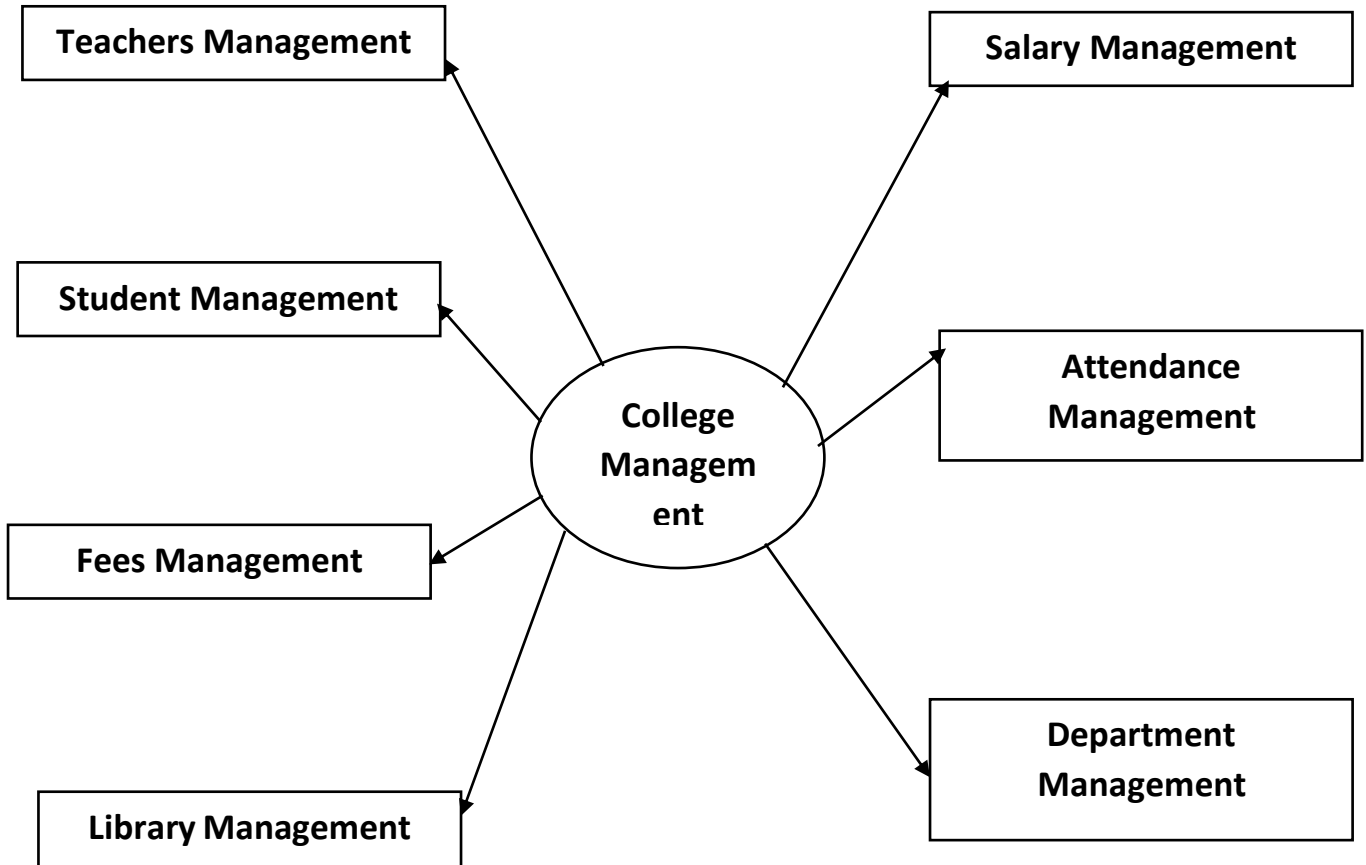 Teachers Management
Salary Management
Student Management
Attendance
Management
College
Managem
ent
Fees Management
Department
Management
Library Management